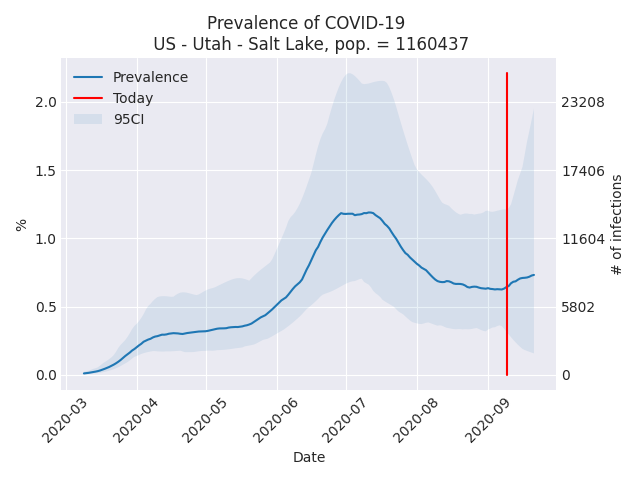 Prevalence of COVID-19
US - Utah - Salt Lake, pop. = 1160437
Prevalence
Today
95CI
2.0
1.5
1.0
0.5
0.0
%
23208
17406
11604
5802
0
# of infections
2020-03
2020-04
2020-05
2020-06
2020-07
2020-08
2020-09
Date